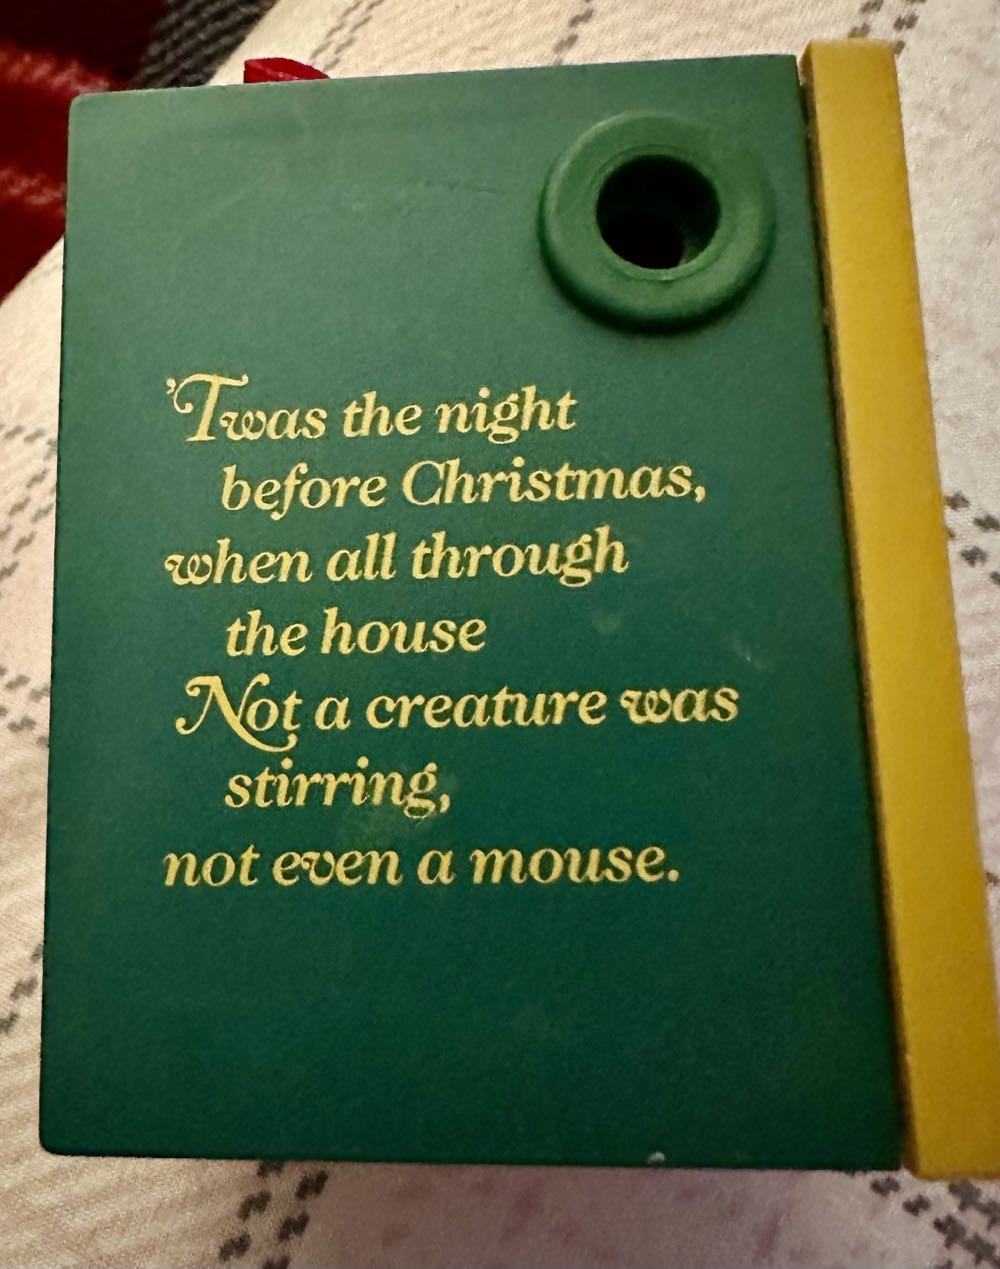 'Twas the night
before Christmas,
when all through
the house
Not a creature was
stirring,
not even a mouse.